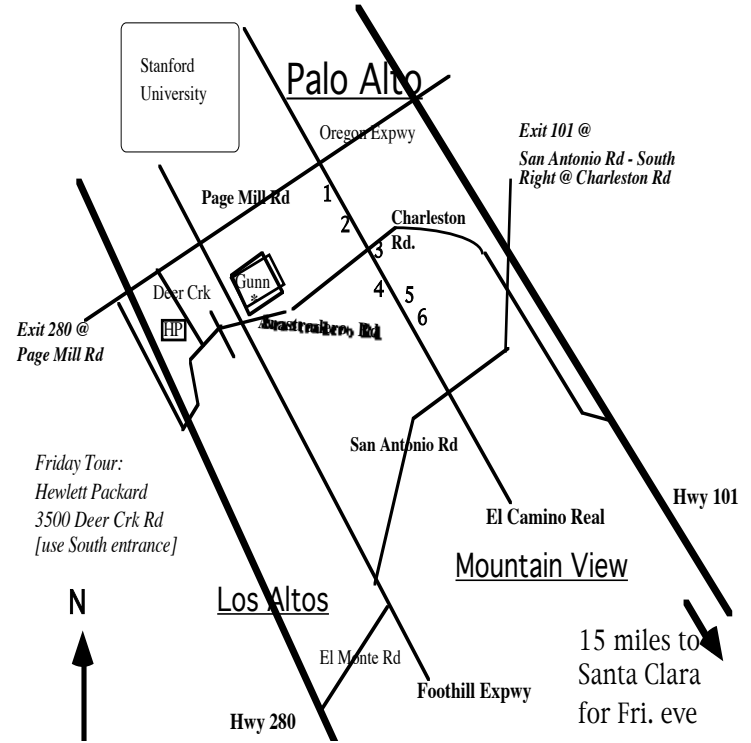 Stanford
University
Palo Alto
Oregon Expwy
Exit 101 @
San Antonio Rd - South
Right @ Charleston Rd
Page Mill Rd
1
2
Charleston
Rd.
3
Gunn
*
Deer Crk
4
5
6
HP
Exit 280 @
Page Mill Rd
Rd
San Antonio Rd
Friday Tour:
Hewlett Packard
3500 Deer Crk Rd
[use South entrance]
Hwy 101
El Camino Real
Mountain View
N
Los Altos
15 miles to
Santa Clara
for Fri. eve
El Monte Rd
Foothill Expwy
Hwy 280